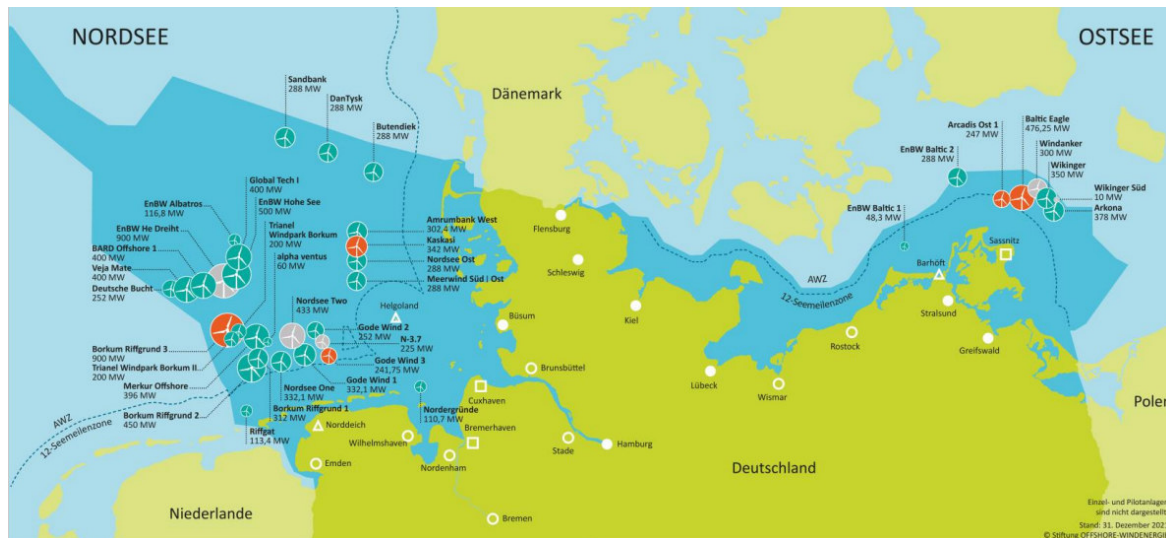 NORDSEE
OSTSEE
Dänemark
Sandbank
288 MW
DanTysk
288 MW
Butendiek
288 MW
Global Tech I
400 MW
EnBW Albatros
116,8 MW
EnBW Hohe See
500 MW
EnBW He Dreiht
900 MW
Trianel
Windpark Borkum
200 MW
BARD Offshore 1
400 MW
alpha ventus
60 MW
Veja Mate
400 MW
Deutsche Bucht
252 MW
Amrumbank West
302,4 MW
Kaskasi
342 MW
Nordsee Ost
288 MW
Meerwind Süd | Ost
288 MW
Nordsee Two
433 MW
Helgoland
Gode Wind 2
252 MW
N-3.7
225 MW
Gode Wind 3
241,75 MW
Borkum Riffgrund 3
900 MW
Trianel Windpark Borkum II
200 MW
Merkur Offshore
396 MW
Borkum Riffgrund 2
450 MW
Nordsee One
332,1 MW
Gode Wind 1
332,1 MW
Borkum Riffgrund 1
312 MW
Nordergründe
110,7 MW
Riffgat
113,4 MW
AWZ
12-Seemeilenzone
Norddeich
Wilhelmshaven
Emden
Nordenham
Bremerhaven
Cuxhaven
Brunsbüttel
Büsum
Stade
Hamburg
Bremen
Niederlande
Flensburg
Schleswig
Kiel
Lübeck
Wismar
Rostock
Deutschland
EnBW Baltic 2
288 MW
Arcadis Ost 1
247 MW
Baltic Eagle
476,25 MW
Windanker
300 MW
Wikinger
350 MW
Wikinger Süd
10 MW
Arkona
378 MW
EnBW Baltic 1
48,3 MW
AWZ
12-Seemeilenzone
Sassnitz
Barhöft
Stralsund
Greifswald
Polen
Einzel- und Pilotanlagen
sind nicht dargestellt
Stand: 31. Dezember 2021
© Stiftung OFFSHORE-WINDENERGIE